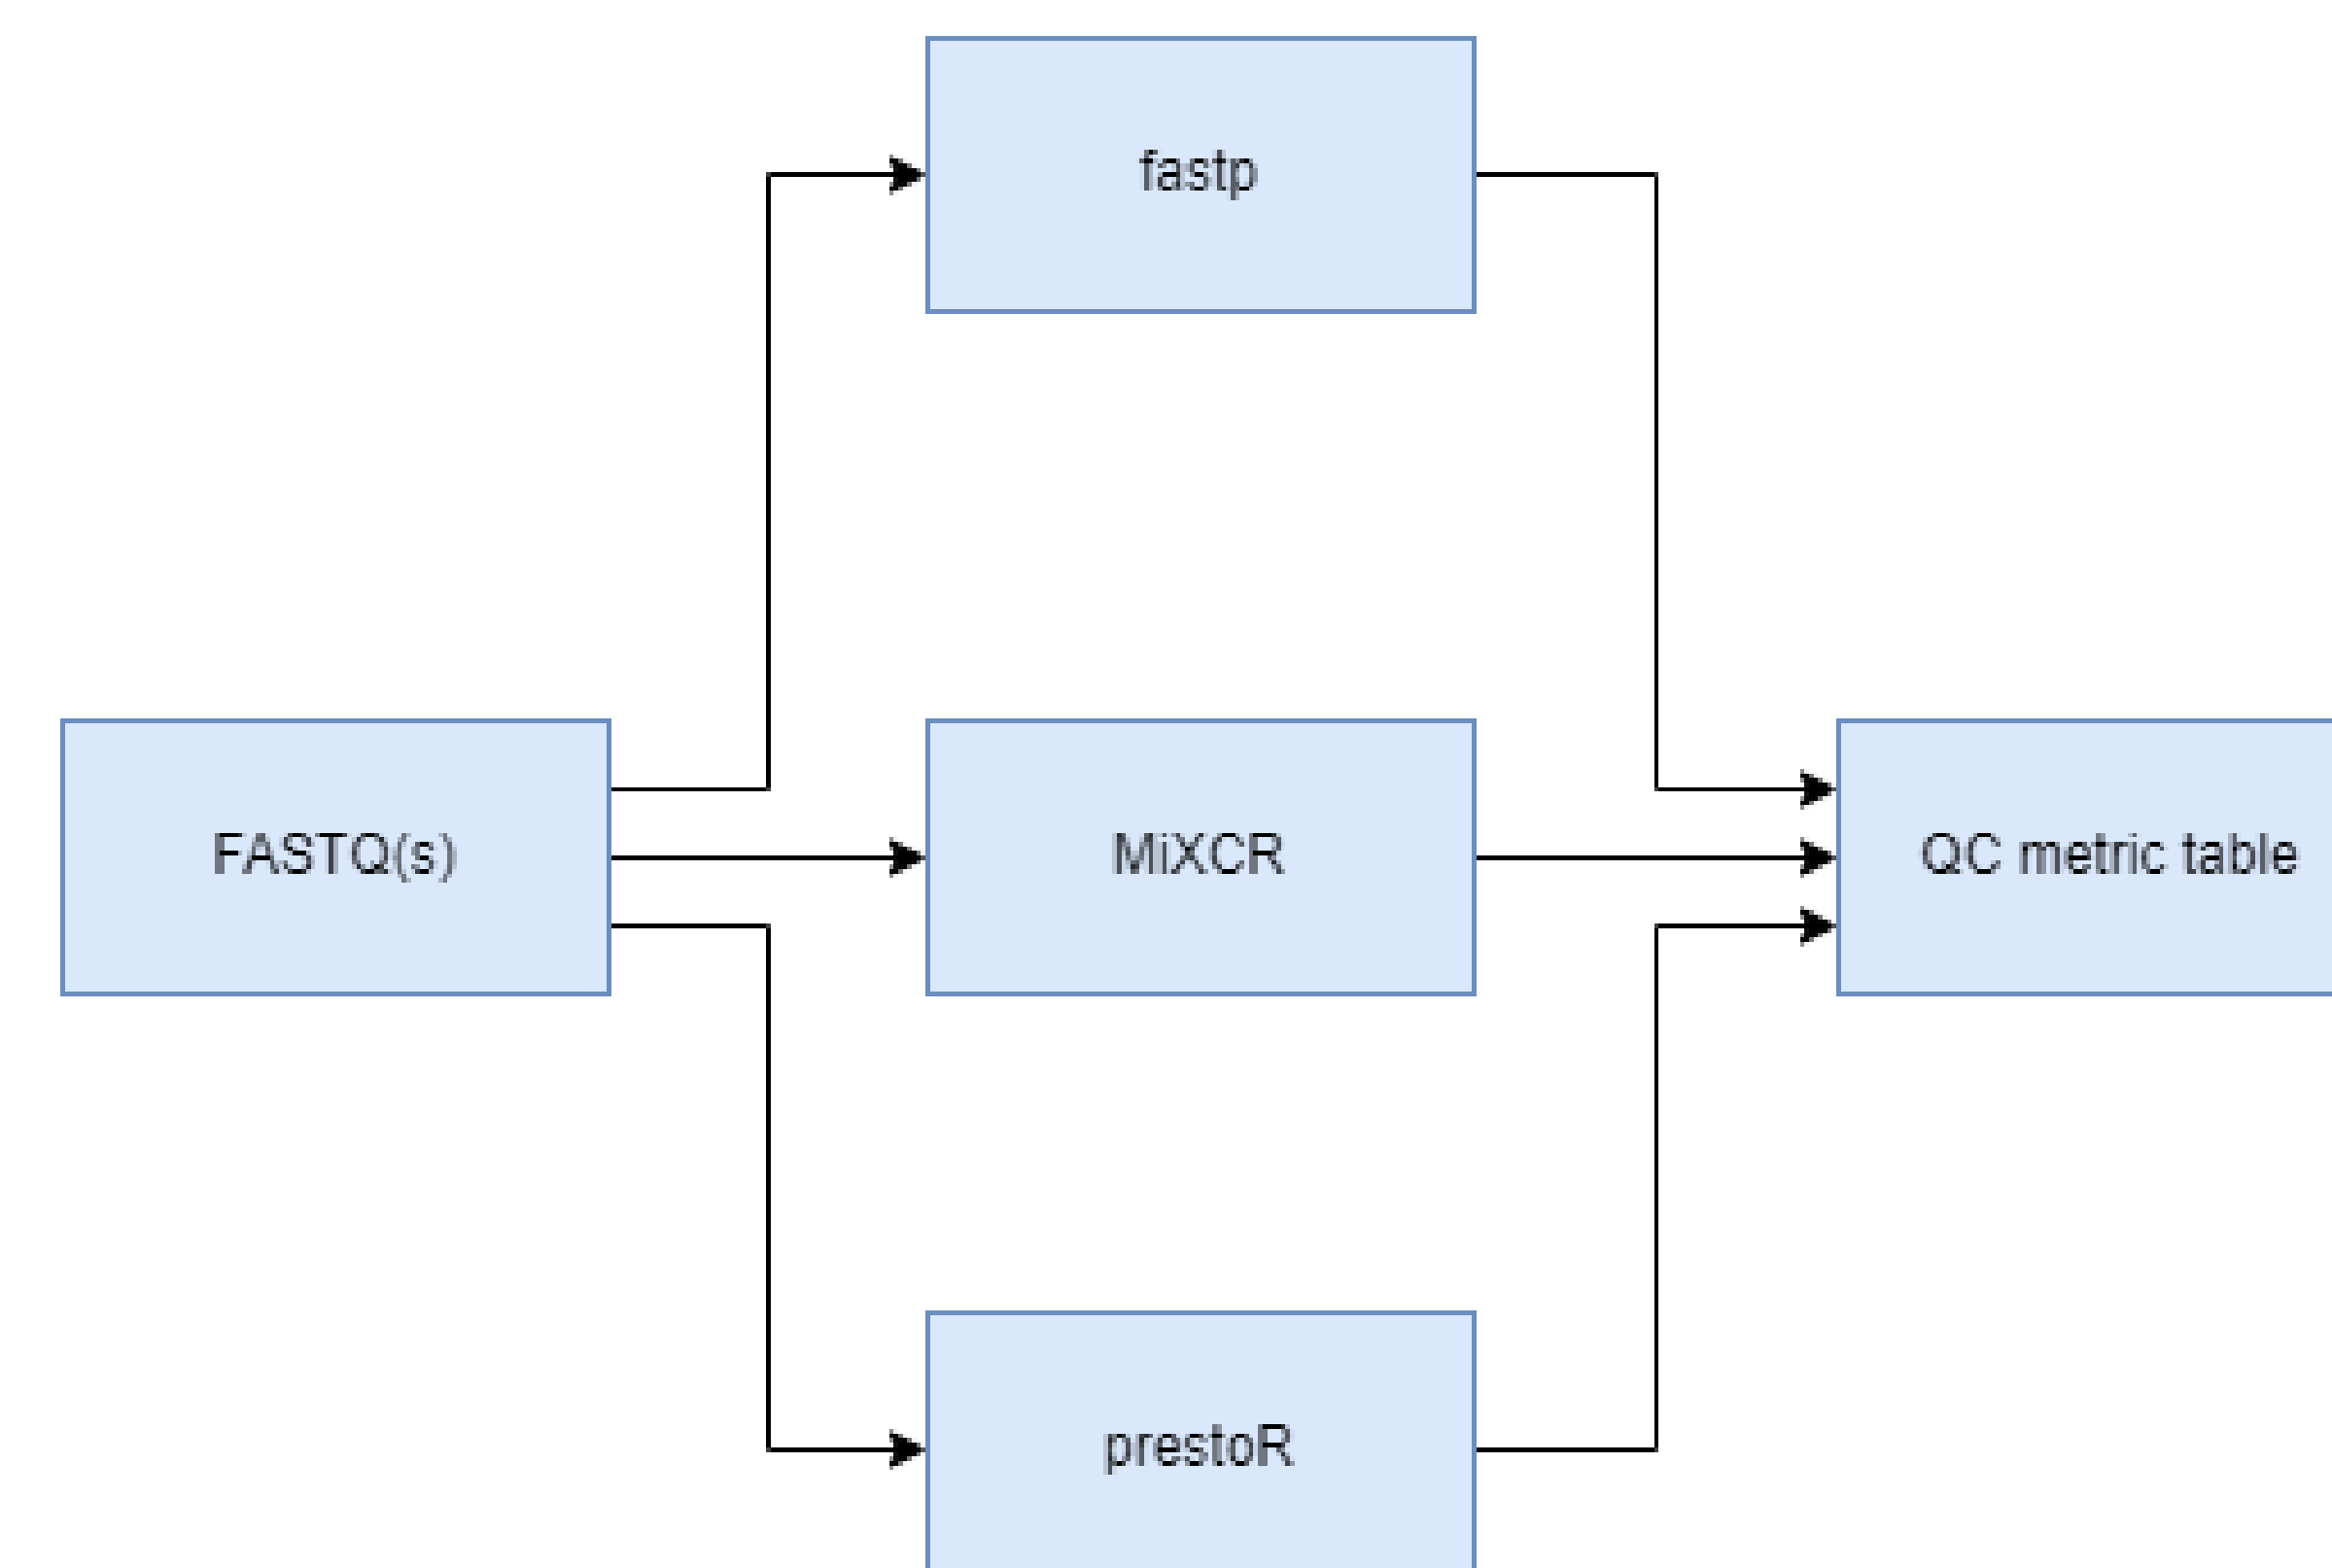 fastp
FASTQ(s)
MiXCR
QC metric table
prestoR